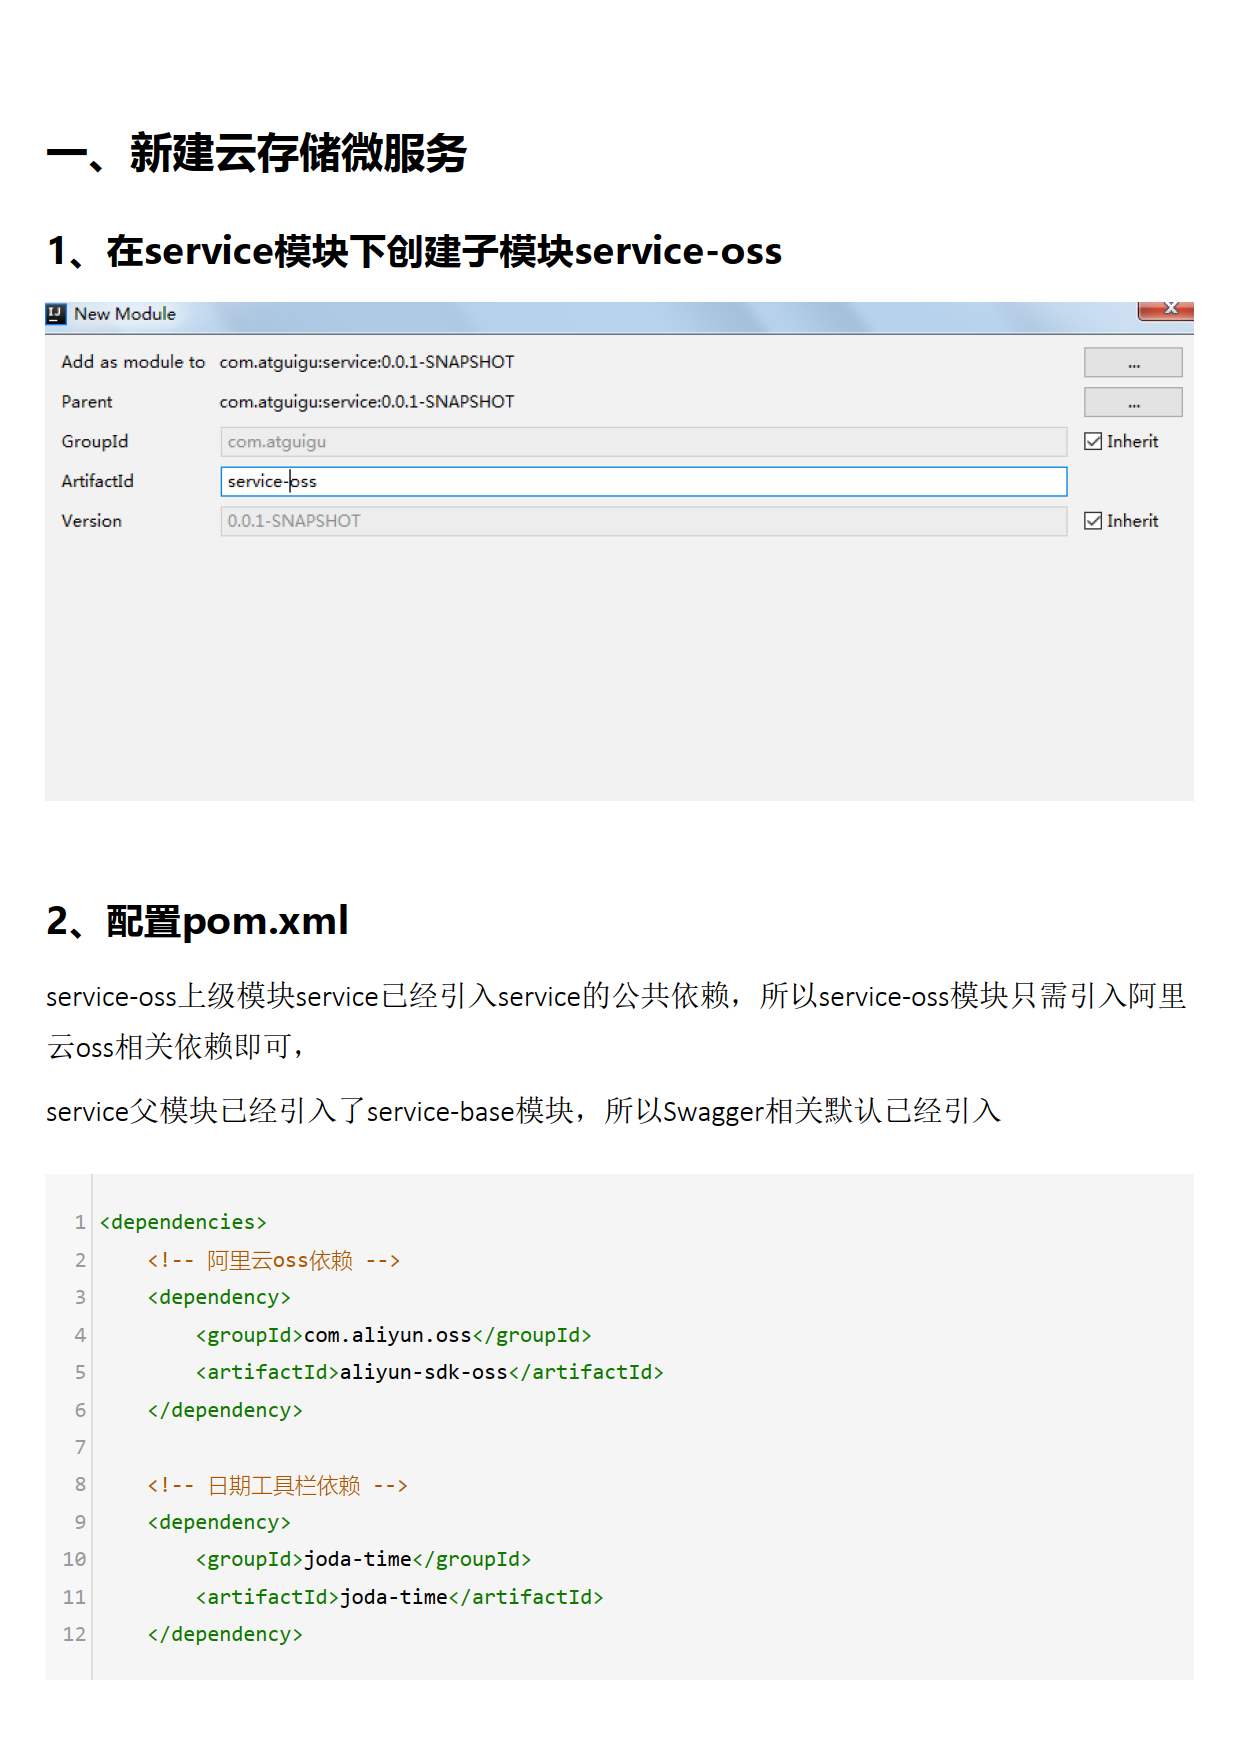 一、新建云存储微服务
1、在service模块下创建子模块service-oss
New Module
Add as module to com.atguigu:service:0.0.1-SNAPSHOT ...
Parent com.atguigu:service:0.0.1-SNAPSHOT ...
GroupId com.atguigu Inherit
ArtifactId service-oss
Version 0.0.1-SNAPSHOT Inherit
2、配置pom.xml
service-oss上级模块service已经引入service的公共依赖，所以service-oss模块只需引入阿里
云oss相关依赖即可，
service父模块已经引入了service-base模块，所以Swagger相关默认已经引入
1 <dependencies>
2     <!-- 阿里云oss依赖 -->
3     <dependency>
4         <groupId>com.aliyun.oss</groupId>
5         <artifactId>aliyun-sdk-oss</artifactId>
6     </dependency>
7
8     <!-- 日期工具栏依赖 -->
9     <dependency>
10         <groupId>joda-time</groupId>
11         <artifactId>joda-time</artifactId>
12     </dependency>